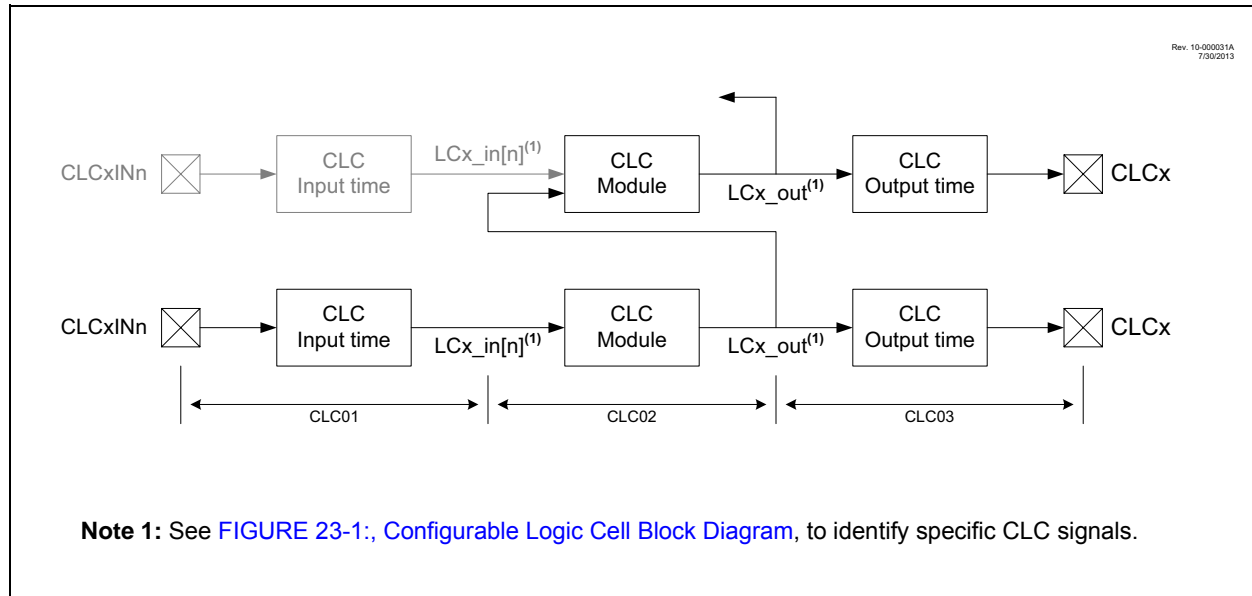 Rev. 10-000031A
7/30/2013
CLCxINn
CLC
Input time
LCx_in[n](1)
CLC
Module
LCx_out(1)
CLC
Output time
CLCx
CLCxINn
CLC
Input time
LCx_in[n](1)
CLC
Module
LCx_out(1)
CLC
Output time
CLCx
CLC01
CLC02
CLC03
Note 1: See FIGURE 23-1:, Configurable Logic Cell Block Diagram, to identify specific CLC signals.